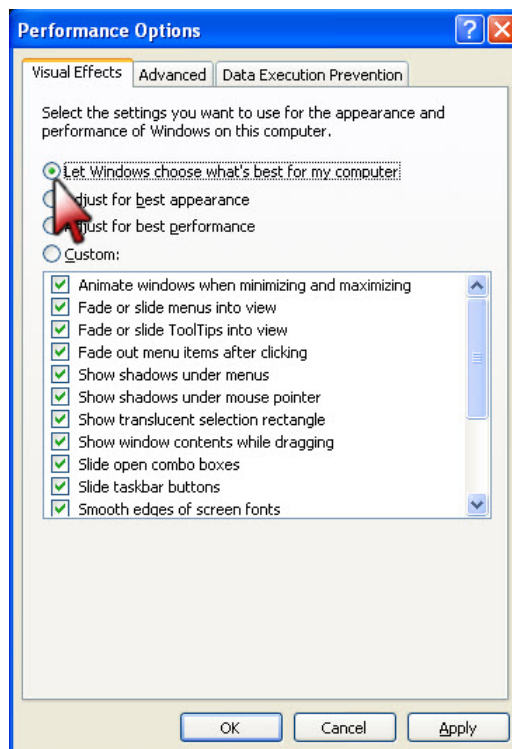 Performance Options
Visual Effects Advanced Data Execution Prevention
Select the settings you want to use for the appearance and
performance of Windows on this computer.
Let Windows choose what's best for my computer
Adjust for best appearance
Adjust for best performance
Custom:
Animate windows when minimizing and maximizing
Fade or slide menus into view
Fade or slide ToolTips into view
Fade out menu items after clicking
Show shadows under menus
Show shadows under mouse pointer
Show translucent selection rectangle
Show window contents while dragging
Slide open combo boxes
Slide taskbar buttons
Smooth edges of screen fonts
OK Cancel Apply